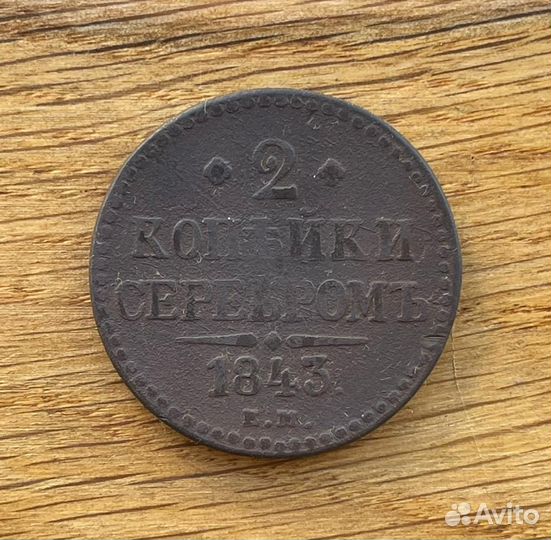 2
КОПѢЙКИ
СЕРЕБРОМЪ
1843
Е.М.
Avito